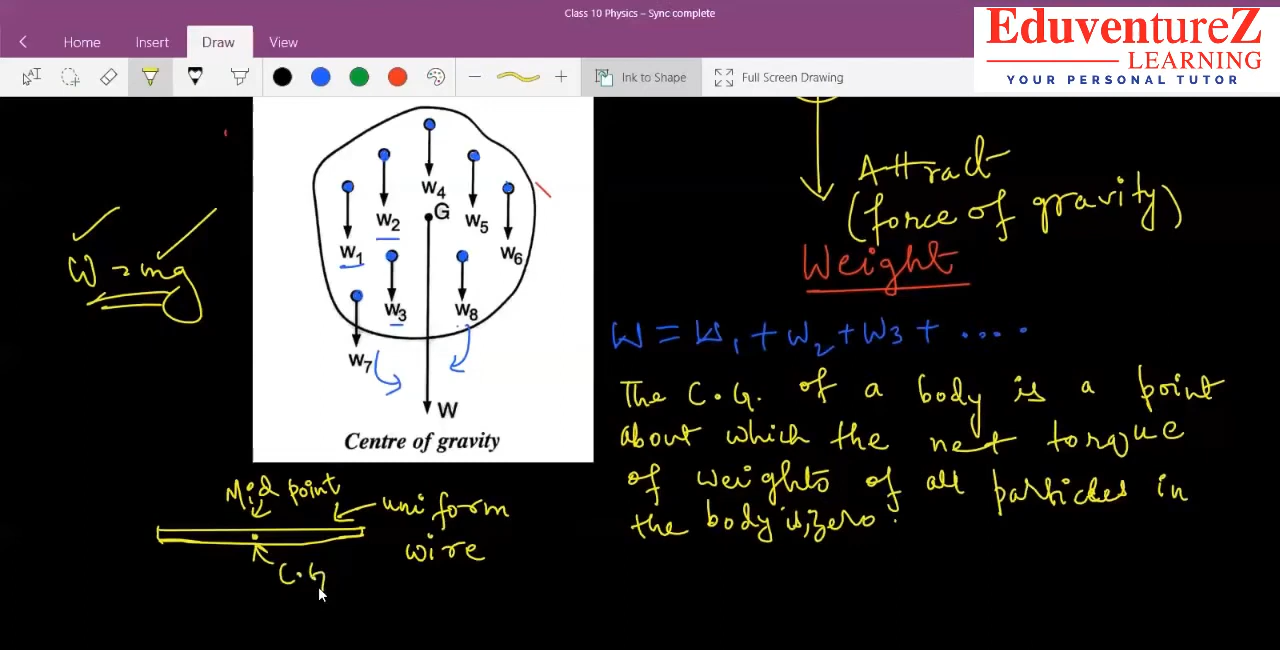 Class 10 Physics – Sync complete
EduventureZ
LEARNING
YOUR PERSONAL TUTOR
Home Insert Draw View
Ink to Shape Full Screen Drawing
W4
W2 G W5
W1 W6
W3 W8
W7
W
Centre of gravity
W = mg
Mid point
uniform
wire
C.G
Attract
(force of gravity)
Weight
W = W1 + W2 + W3 + ....
The C.G. of a body is a point
about which the net torque
of weights of all particles in
the body is, zero.